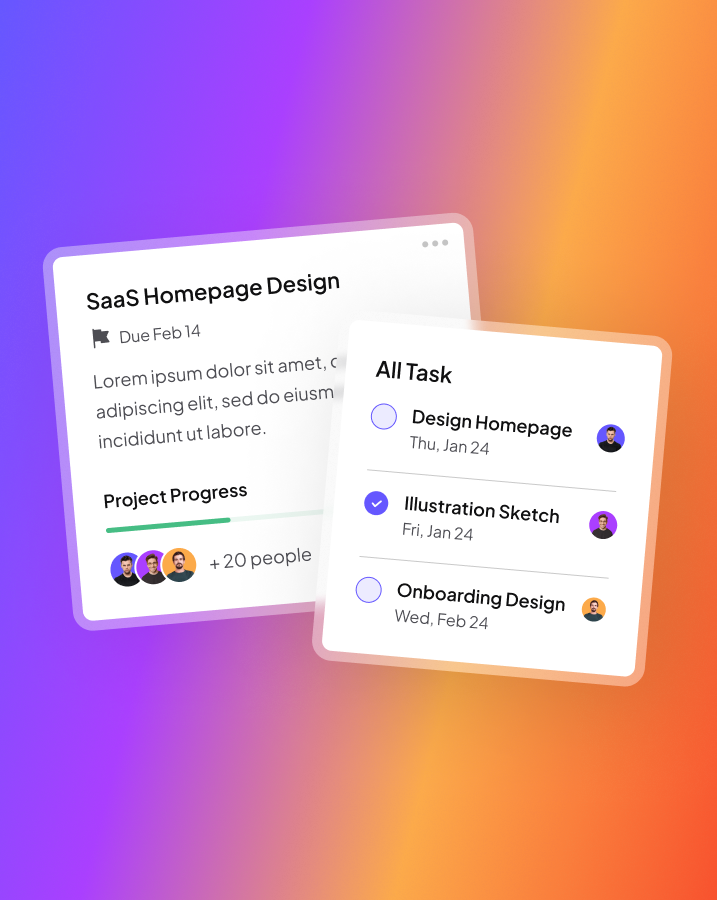 SaaS Homepage Design
Due Feb 14
Lorem ipsum dolor sit amet,
adipiscing elit, sed do eiusm
incididunt ut labore.
Project Progress
+ 20 people
All Task
Design Homepage
Thu, Jan 24
Illustration Sketch
Fri, Jan 24
Onboarding Design
Wed, Feb 24